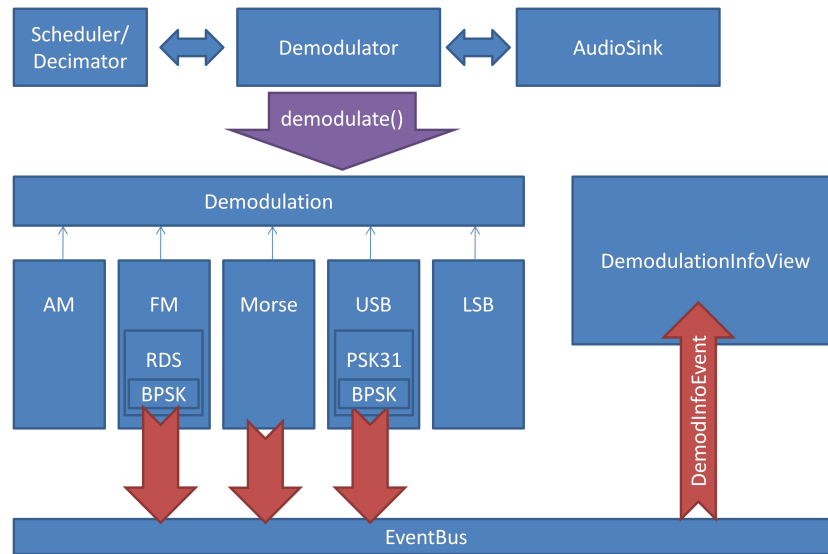 Scheduler/
Decimator
Demodulator
AudioSink
demodulate()
Demodulation
DemodulationInfoView
AM
FM
Morse
USB
LSB
RDS
PSK31
BPSK
BPSK
DemodInfoEvent
EventBus